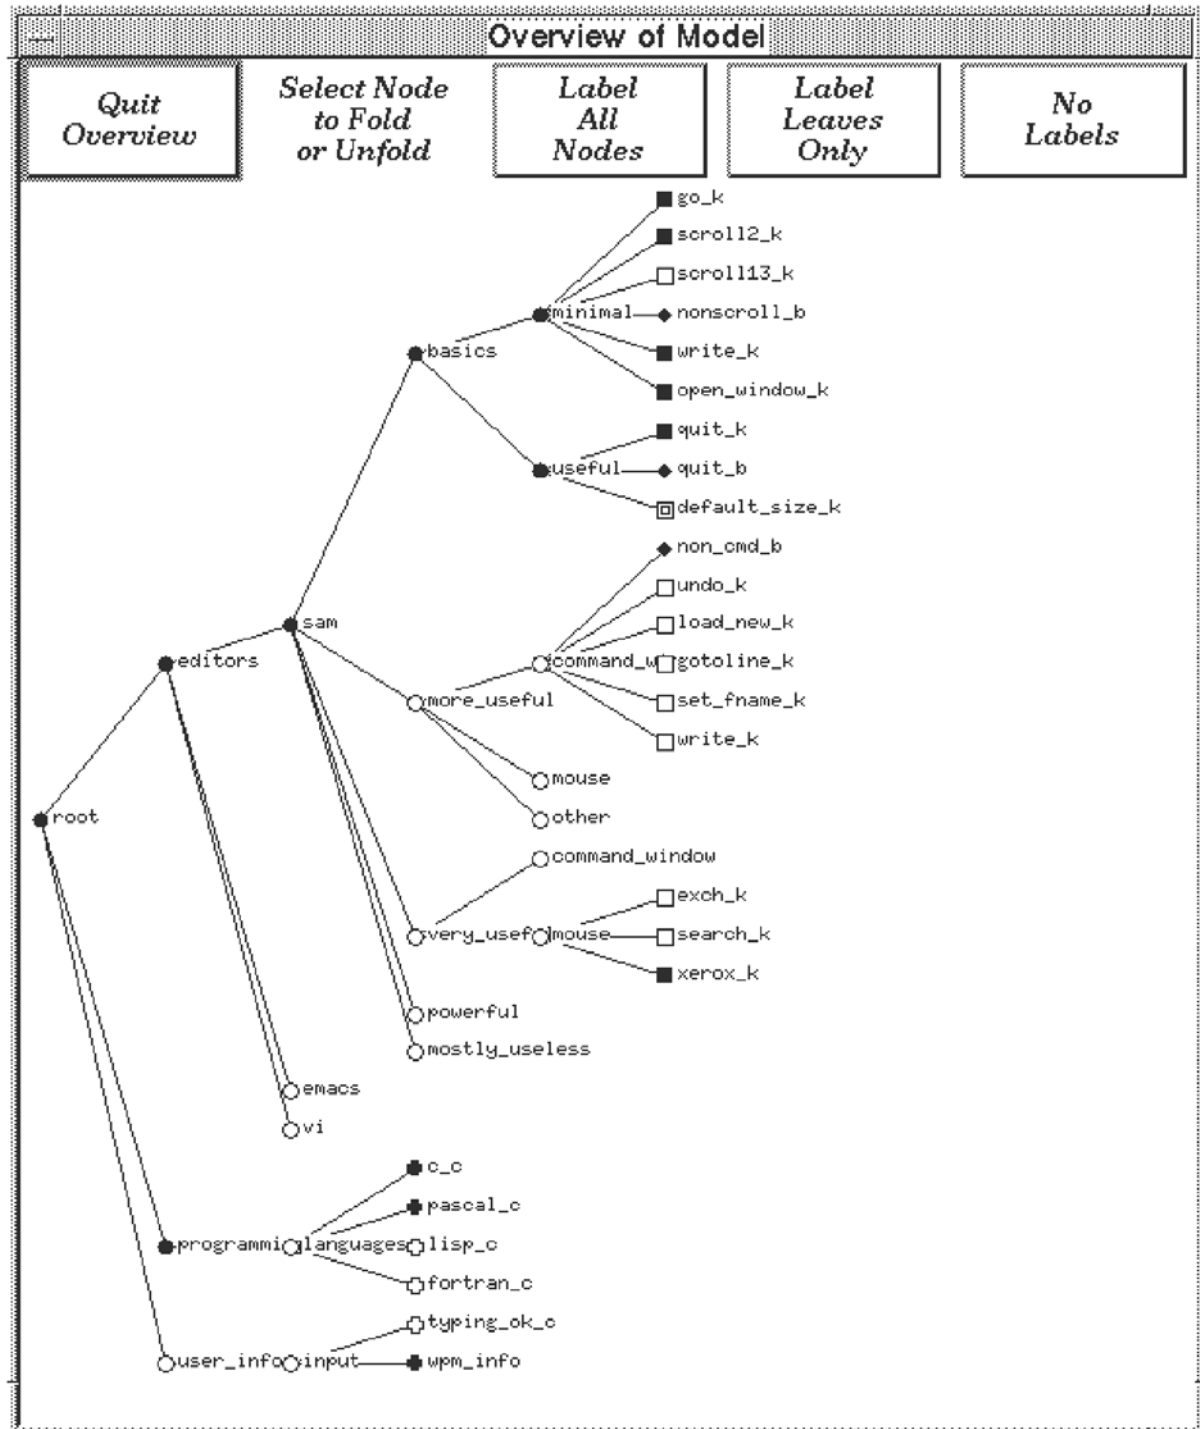 Overview of Model
Quit
Overview
Select Node
to Fold
or Unfold
Label
All
Nodes
Label
Leaves
Only
No
Labels
go_k
scroll2_k
scroll13_k
minimal
nonscroll_b
basics
write_k
open_window_k
quit_k
useful
quit_b
default_size_k
non_cmd_b
undo_k
sam
load_new_k
editors
command_w
gotoline_k
more_useful
set_fname_k
write_k
mouse
root
other
command_window
exch_k
very_usef
mouse
search_k
xerox_k
powerful
mostly_useless
emacs
vi
c_c
pascal_c
programmi
languages
lisp_c
fortran_c
typing_ok_c
user_info
input
wpm_info